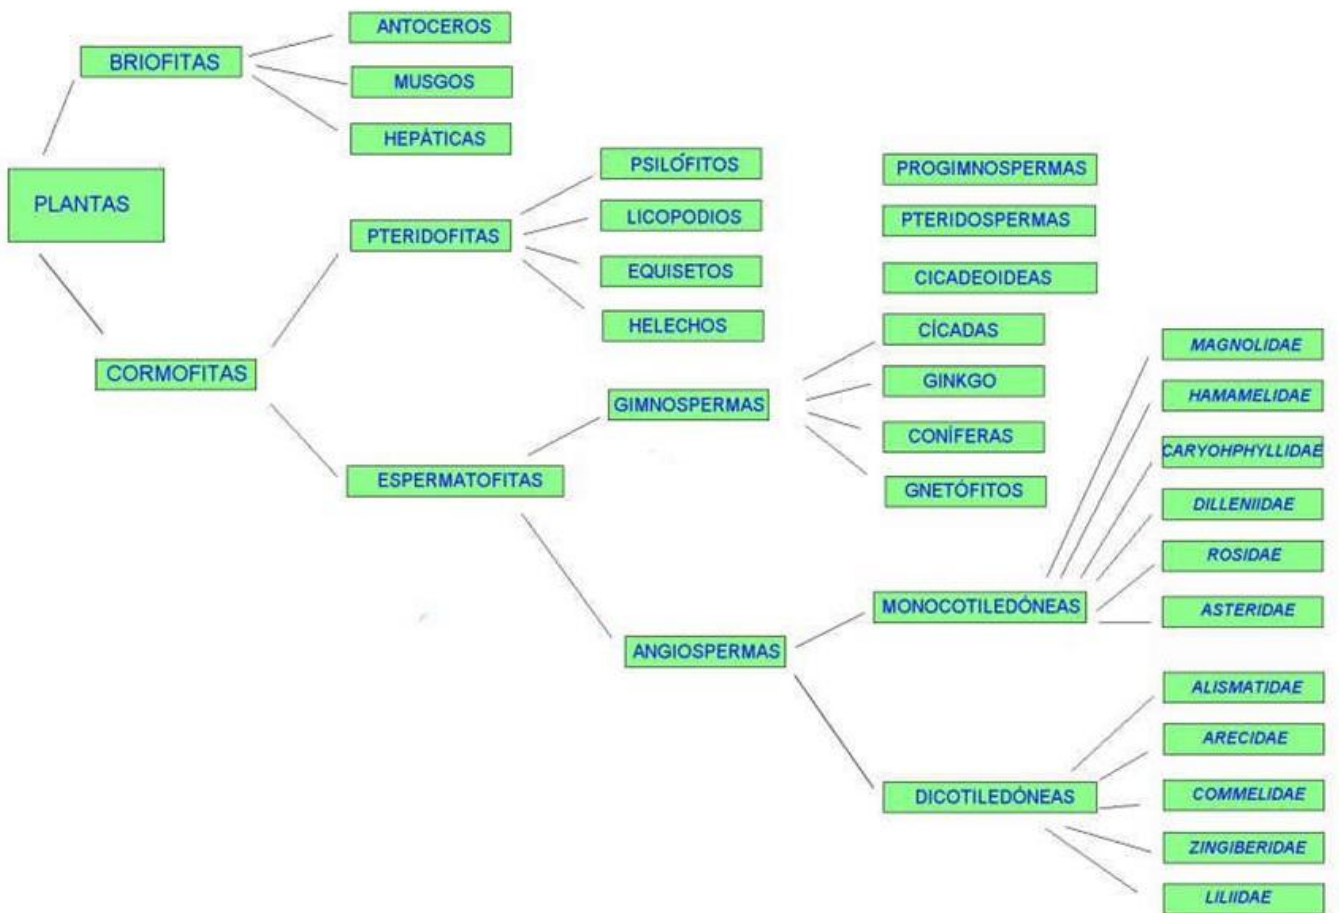 ANTOCEROS
BRIOFITAS
MUSGOS
HEPÁTICAS
PLANTAS
PSILÓFITOS
PROGIMNOSPERMAS
LICOPODIOS
PTERIDOSPERMAS
PTERIDOFITAS
EQUISETOS
CICADEOIDEAS
HELECHOS
CÍCADAS
MAGNOLIDAE
CORMOFITAS
GINKGO
HAMAMELIDAE
GIMNOSPERMAS
CONÍFERAS
CARYOHPHYLLIDAE
ESPERMATOFITAS
GNETÓFITOS
DILLENIIDAE
ROSIDAE
MONOCOTILEDÓNEAS
ASTERIDAE
ANGIOSPERMAS
ALISMATIDAE
ARECIDAE
DICOTILEDÓNEAS
COMMELIDAE
ZINGIBERIDAE
LILIIDAE